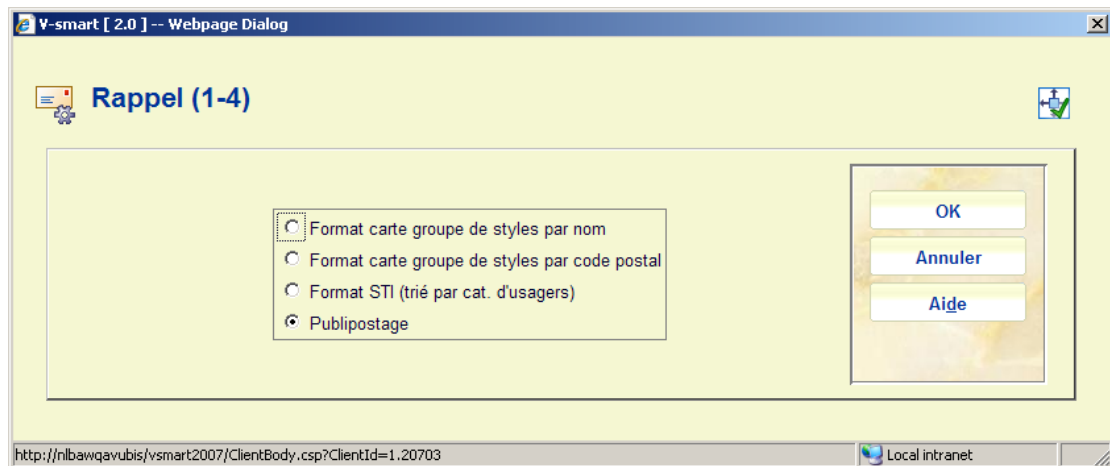 V-smart [ 2.0 ] -- Webpage Dialog
Rappel (1-4)
Format carte groupe de styles par nom
Format carte groupe de styles par code postal
Format STI (trié par cat. d'usagers)
Publipostage
OK
Annuler
Aide
http://nlbawqavubis/vsmart2007/ClientBody.csp?ClientId=1.20703
Local intranet